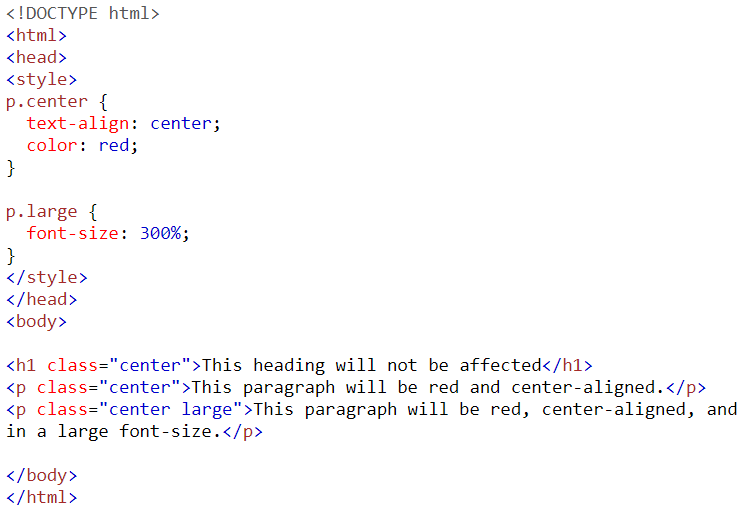 <!DOCTYPE html>
<html>
<head>
<style>
p.center {
  text-align: center;
  color: red;
}

p.large {
  font-size: 300%;
}
</style>
</head>
<body>

<h1 class="center">This heading will not be affected</h1>
<p class="center">This paragraph will be red and center-aligned.</p>
<p class="center large">This paragraph will be red, center-aligned, and
in a large font-size.</p>

</body>
</html>